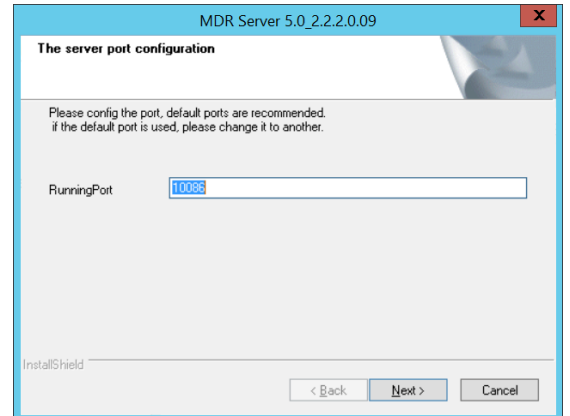 MDR Server 5.0_2.2.2.0.09
x
The server port configuration
Please config the port, default ports are recommended.
if the default port is used, please change it to another.
RunningPort 10086
InstallShield
< Back Next > Cancel